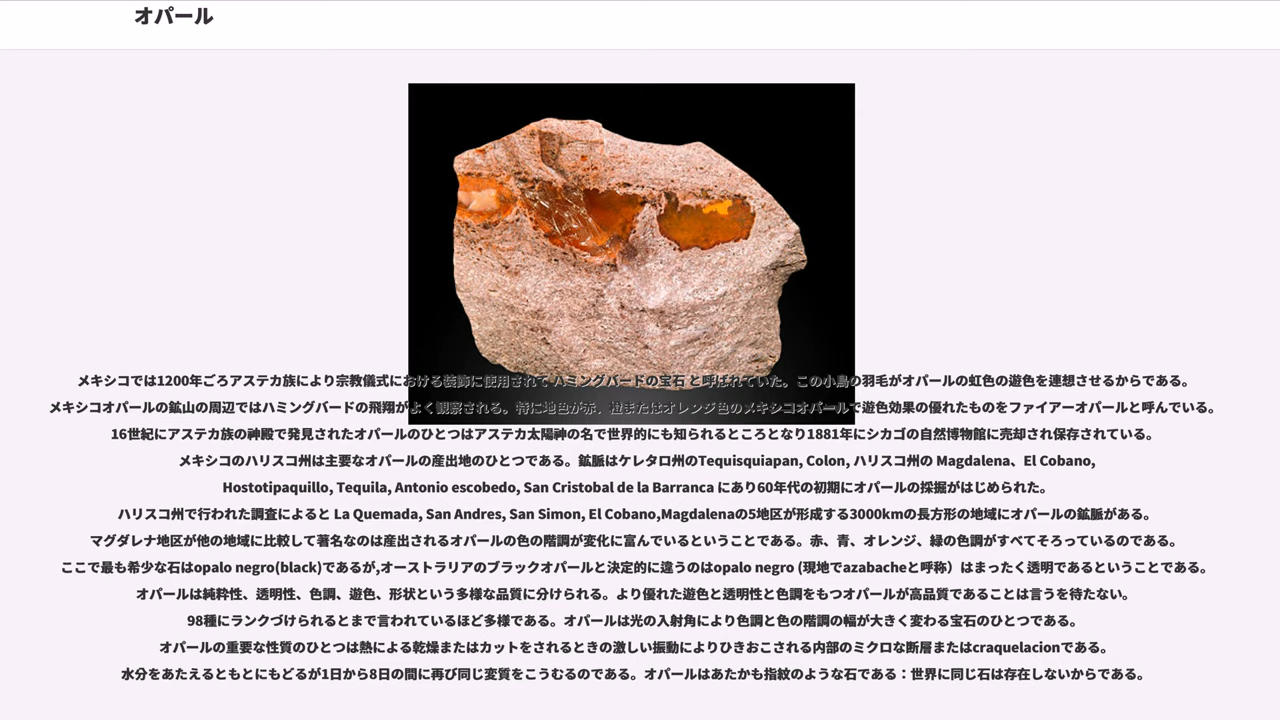 オパール
メキシコでは1200年ごろアステカ族により宗教儀式における装飾に使用されて ハミングバードの宝石 と呼ばれていた。この小鳥の羽毛がオパールの虹色の遊色を連想させるからである。
メキシコオパールの鉱山の周辺ではハミングバードの飛翔がよく観察される。特に地色が赤、橙またはオレンジ色のメキシコオパールで遊色効果の優れたものをファイアーオパールと呼んでいる。
16世紀にアステカ族の神殿で発見されたオパールのひとつはアステカ太陽神の名で世界的にも知られるところとなり1881年にシカゴの自然博物館に売却され保存されている。
メキシコのハリスコ州は主要なオパールの産出地のひとつである。鉱脈はケレタロ州のTequisquiapan, Colon, ハリスコ州の Magdalena、El Cobano,
Hostotipaquillo, Tequila, Antonio escobedo, San Cristobal de la Barranca にあり60年代の初期にオパールの採掘がはじめられた。
ハリスコ州で行われた調査によると La Quemada, San Andres, San Simon, El Cobano,Magdalenaの5地区が形成する3000kmの長方形の地域にオパールの鉱脈がある。
マグダレナ地区が他の地域に比較して著名なのは産出されるオパールの色の階調が変化に富んでいるということである。赤、青、オレンジ、緑の色調がすべてそろっているのである。
ここで最も希少な石はopalo negro(black)であるが,オーストラリアのブラックオパールと決定的に違うのはopalo negro (現地でazabacheと呼称）はまったく透明であるということである。
オパールは純粋性、透明性、色調、遊色、形状という多様な品質に分けられる。より優れた遊色と透明性と色調をもつオパールが高品質であることは言うを待たない。
98種にランクづけられるとまで言われているほど多様である。オパールは光の入射角により色調と色の階調の幅が大きく変わる宝石のひとつである。
オパールの重要な性質のひとつは熱による乾燥またはカットをされるときの激しい振動によりひきおこされる内部のミクロな断層またはcraquelacionである。
水分をあたえるともとにもどるが1日から8日の間に再び同じ変質をこうむるのである。オパールはあたかも指紋のような石である：世界に同じ石は存在しないからである。